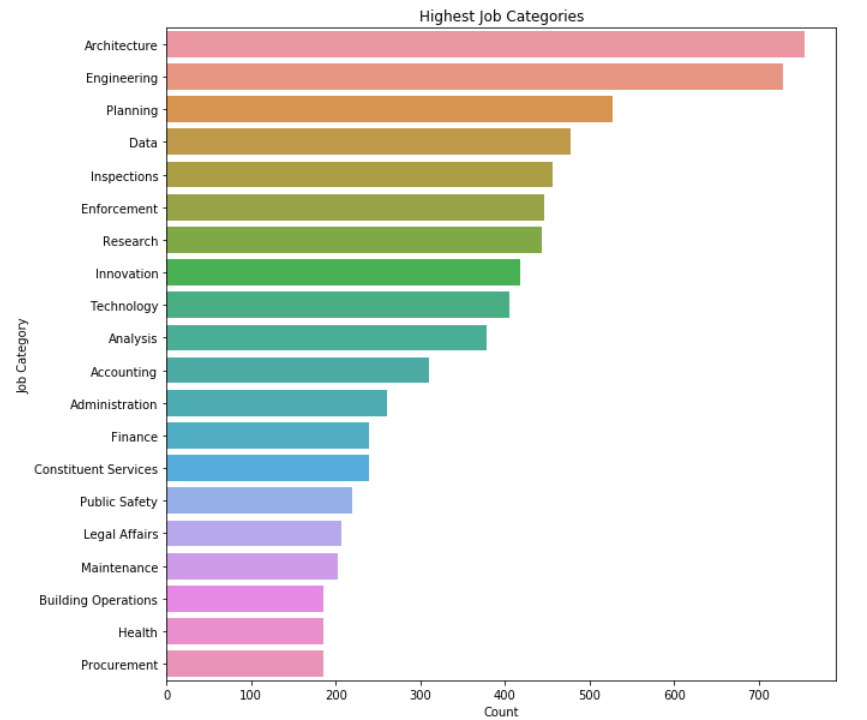 Highest Job Categories
Architecture
Engineering
Planning
Data
Inspections
Enforcement
Research
Innovation
Technology
Analysis
Accounting
Administration
Finance
Constituent Services
Public Safety
Legal Affairs
Maintenance
Building Operations
Health
Procurement
Job Category
0 100 200 300 400 500 600 700
Count